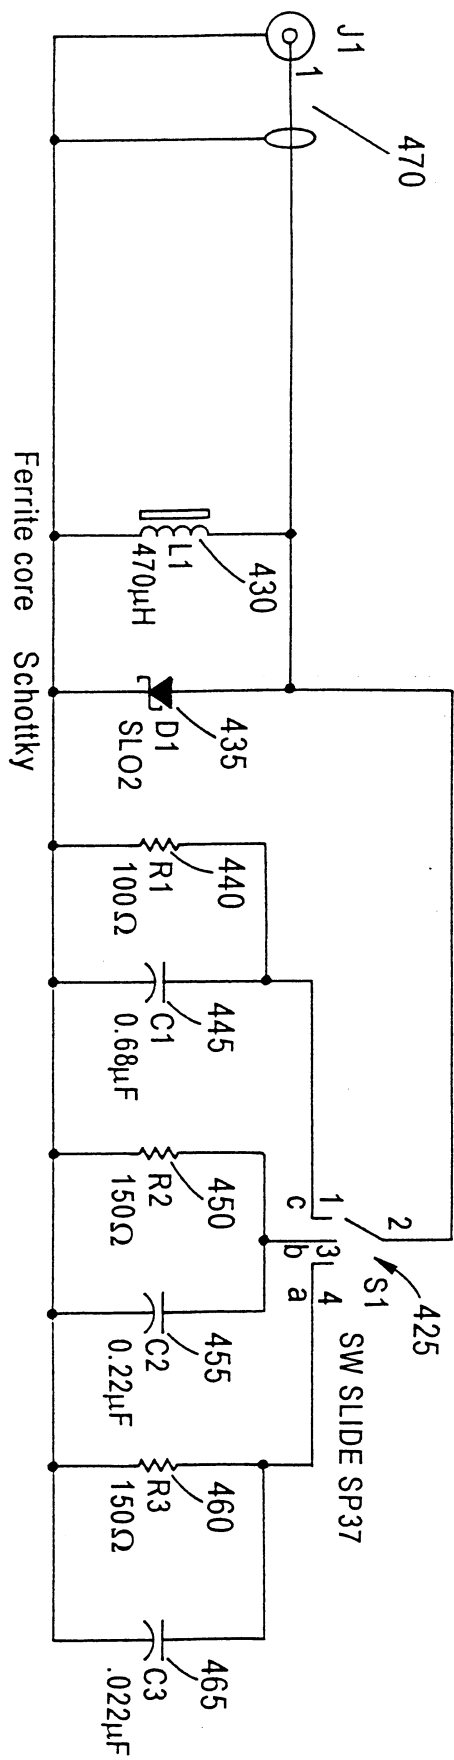 J1
1
470
430
L1
470μH
Ferrite core
435
D1
SLO2
Schottky
440
R1
100Ω
445
C1
0.68μF
450
R2
150Ω
455
C2
0.22μF
460
R3
150Ω
465
C3
.022μF
425
S1
SW SLIDE SP37
2
1
3
4
c
b
a